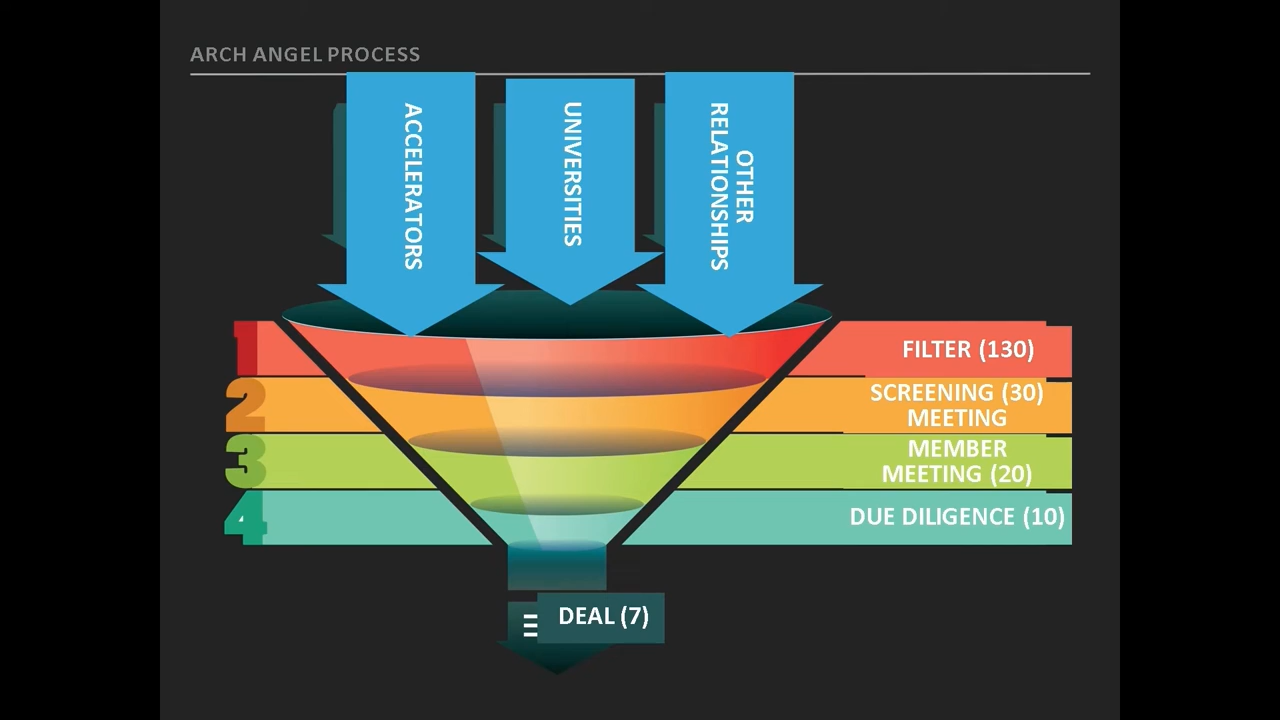 ARCH ANGEL PROCESS
ACCELERATORS
UNIVERSITIES
OTHER
RELATIONSHIPS
1
FILTER (130)
2
SCREENING (30)
MEETING
3
MEMBER
MEETING (20)
4
DUE DILIGENCE (10)
DEAL (7)